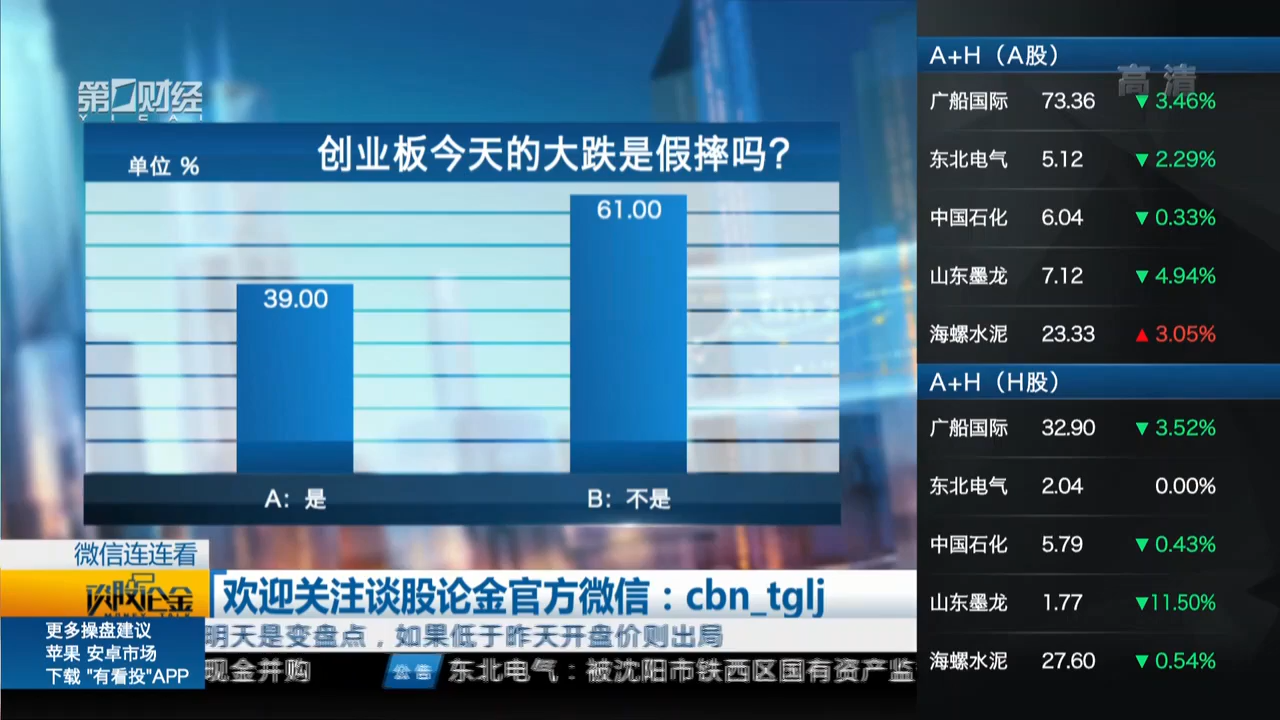 第一财经
YICAI
单位 %
创业板今天的大跌是假摔吗?
39.00
61.00
A: 是
B: 不是
微信连连看
谈股论金
MONEY TALK
欢迎关注谈股论金官方微信：cbn_tglj
更多操盘建议
苹果 安卓市场
下载 "有看投"APP
明天是变盘点，如果低于昨天开盘价则出局
现金并购
公告 东北电气：被沈阳市铁西区国有资产监
高清
A+H（A股）
广船国际 73.36 ▼ 3.46%
东北电气 5.12 ▼ 2.29%
中国石化 6.04 ▼ 0.33%
山东墨龙 7.12 ▼ 4.94%
海螺水泥 23.33 ▲ 3.05%
A+H（H股）
广船国际 32.90 ▼ 3.52%
东北电气 2.04 0.00%
中国石化 5.79 ▼ 0.43%
山东墨龙 1.77 ▼11.50%
海螺水泥 27.60 ▼ 0.54%